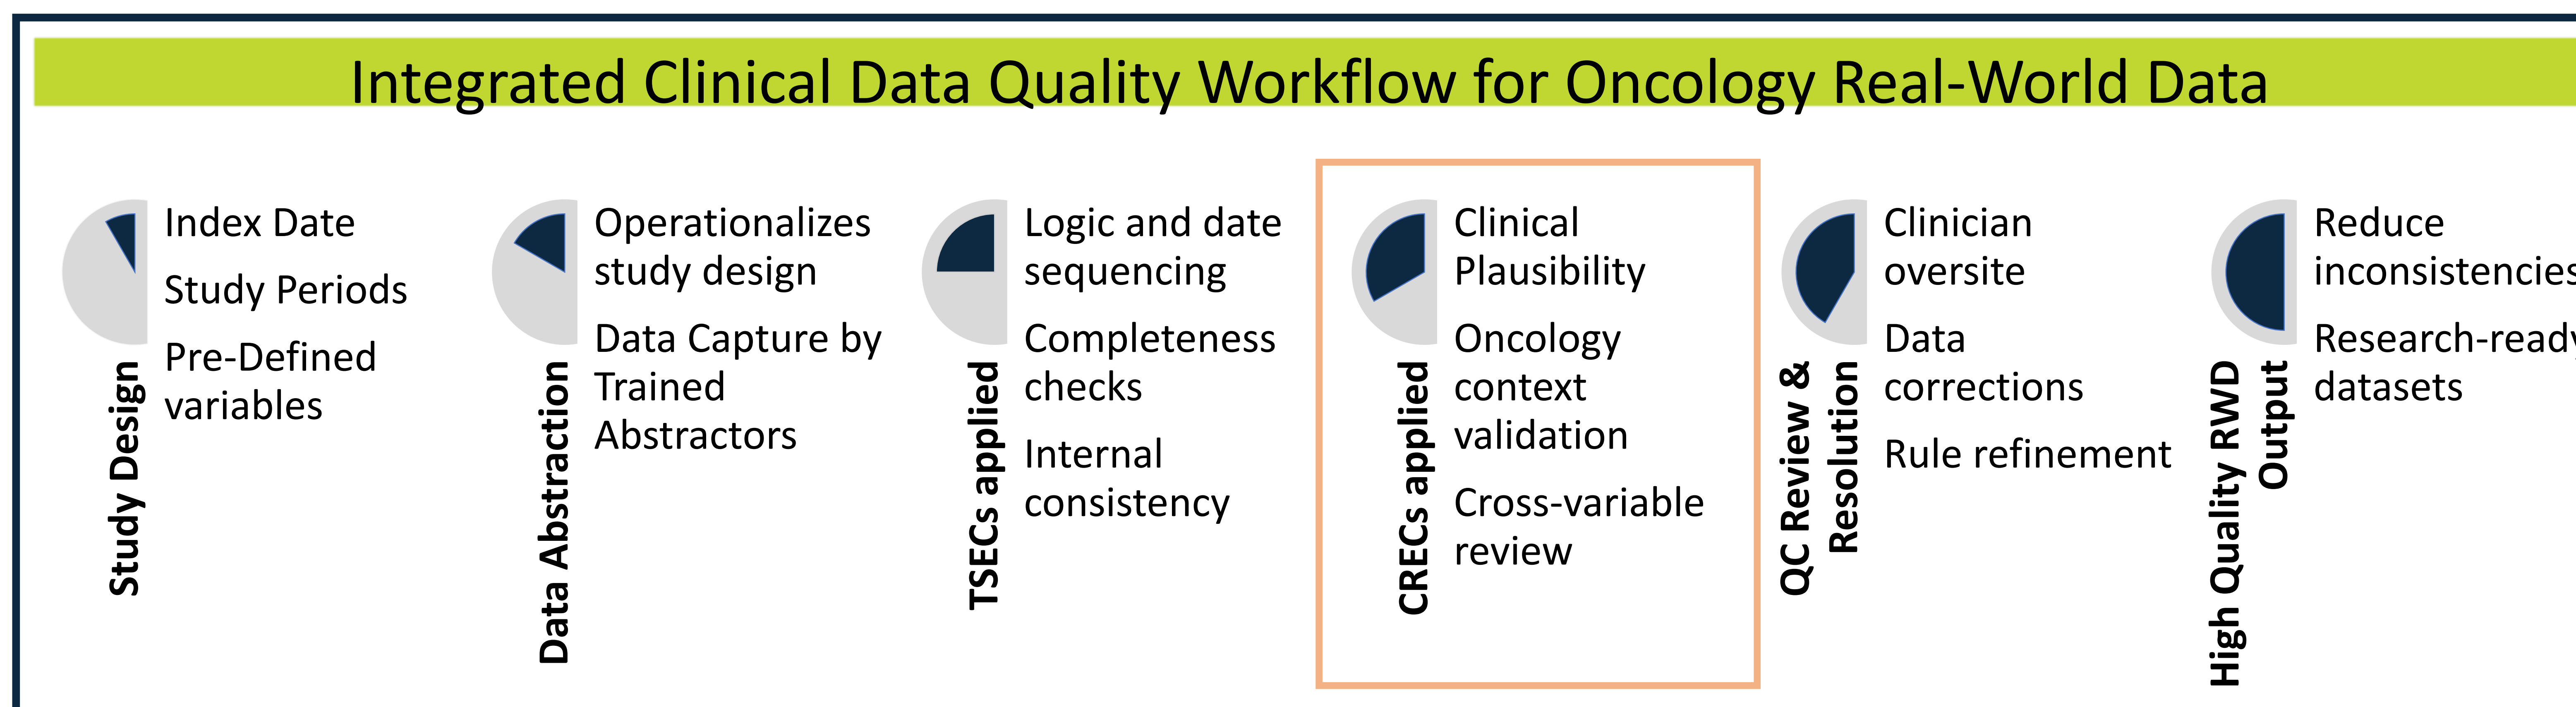 Integrated Clinical Data Quality Workflow for Oncology Real-World Data
Study Design
Index Date
Study Periods
Pre-Defined
variables
Data Abstraction
Operationalizes
study design
Data Capture by
Trained
Abstractors
TSECs applied
Logic and date
sequencing
Completeness
checks
Internal
consistency
CRECs applied
Clinical
Plausibility
Oncology
context
validation
Cross-variable
review
QC Review &
Resolution
Clinician
oversite
Data
corrections
Rule refinement
High Quality RWD
Output
Reduce
inconsistencies
Research-ready
datasets